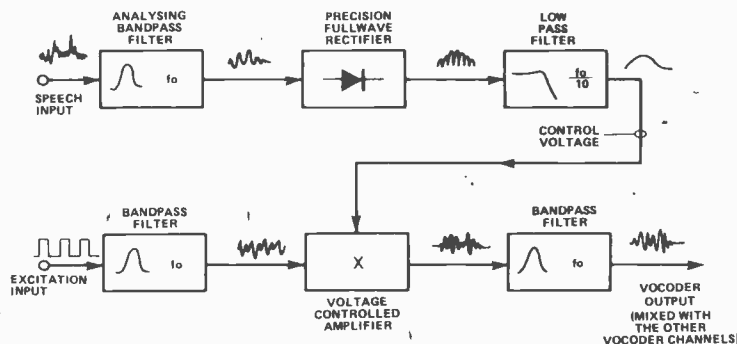 ANALYSING
BANDPASS
FILTER
fo
SPEECH
INPUT
PRECISION
FULLWAVE
RECTIFIER
LOW
PASS
FILTER
fo
10
CONTROL
VOLTAGE
BANDPASS
FILTER
fo
EXCITATION
INPUT
X
VOLTAGE
CONTROLLED
AMPLIFIER
BANDPASS
FILTER
fo
VOCODER
OUTPUT
(MIXED WITH
THE OTHER
VOCODER CHANNELS)